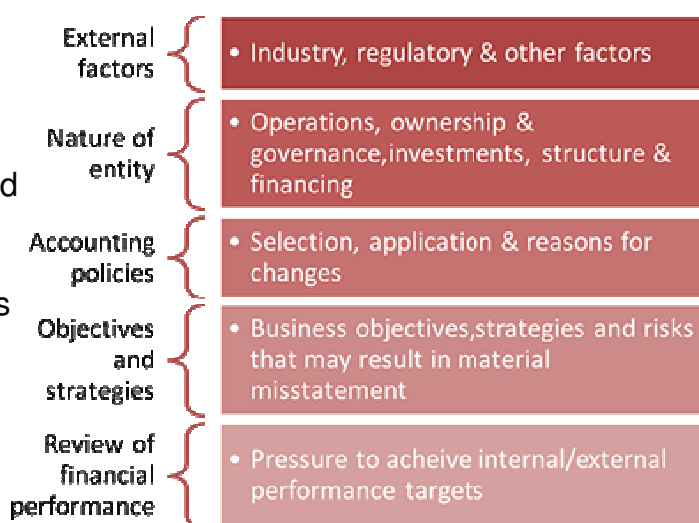 External
factors
• Industry, regulatory & other factors
Nature of
entity
• Operations, ownership &
governance,investments, structure &
financing
d
Accounting
policies
• Selection, application & reasons for
changes
s
Objectives
and
strategies
• Business objectives,strategies and risks
that may result in material
misstatement
Review of
financial
performance
• Pressure to acheive internal/external
performance targets